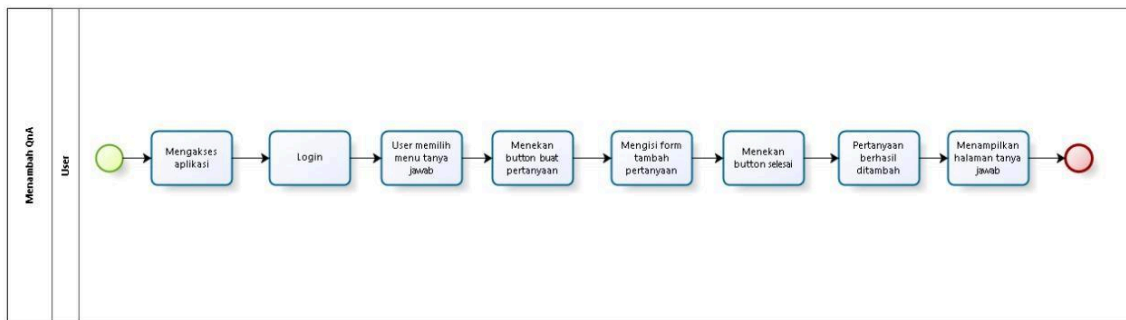 Menambah QnA
User
Mengakses
aplikasi
Login
User memilih
menu tanya
jawab
Menekan
button buat
pertanyaan
Mengisi form
tambah
pertanyaan
Menekan
button selesai
Pertanyaan
berhasil
ditambah
Menampilkan
halaman tanya
jawab